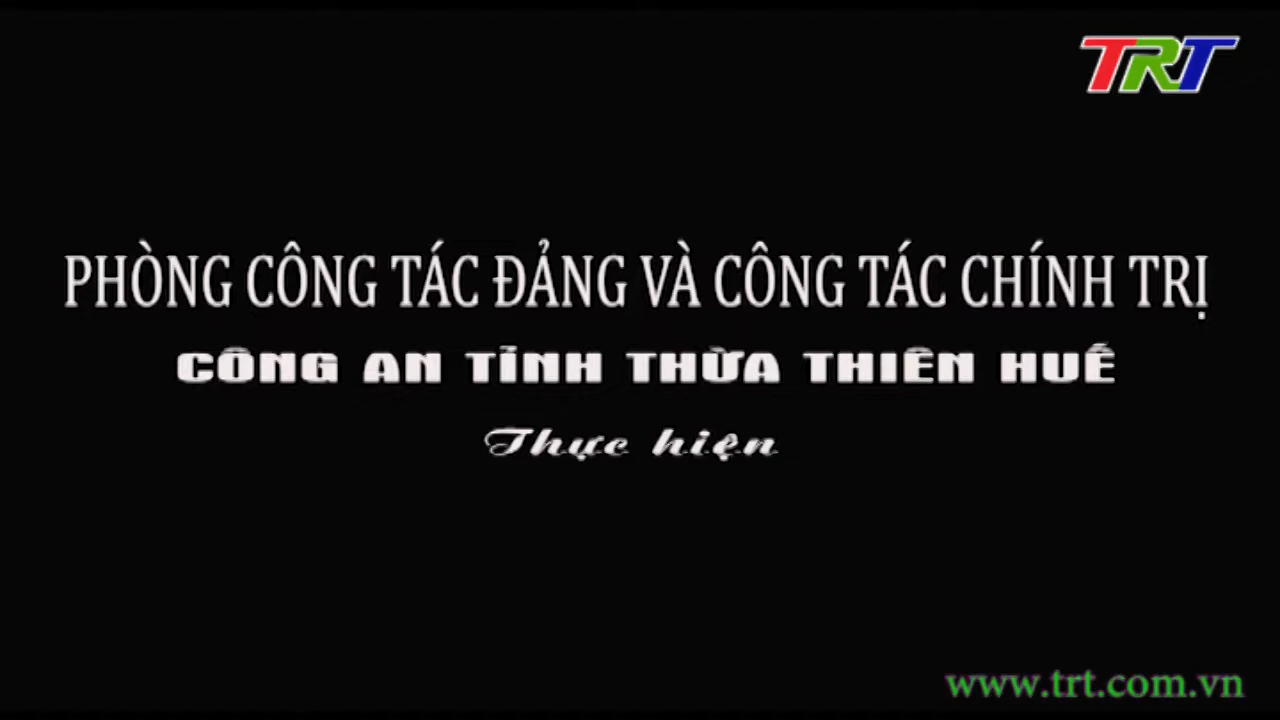 TRT
PHÒNG CÔNG TÁC ĐẢNG VÀ CÔNG TÁC CHÍNH TRỊ
CÔNG AN TỈNH THỪA THIÊN HUẾ
Thực hiện
www.trt.com.vn